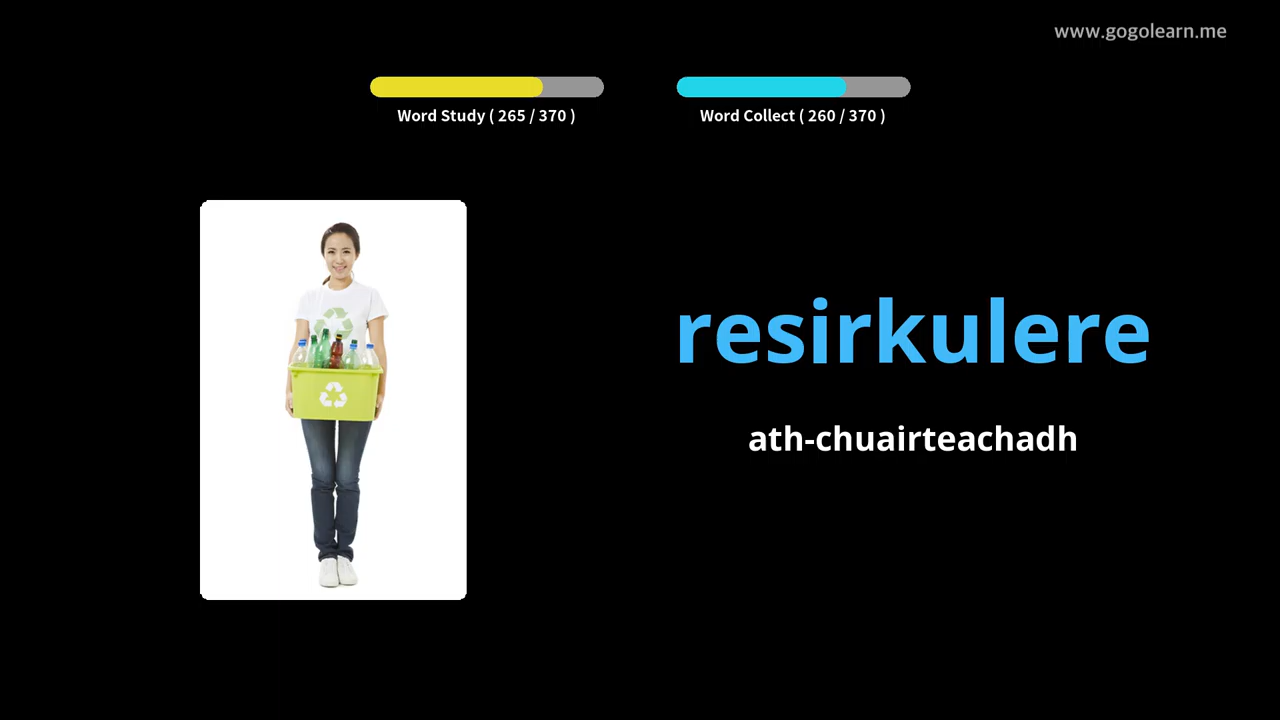 www.gogolearn.me
Word Study ( 265 / 370 )
Word Collect ( 260 / 370 )
resirkulere
ath-chuairteachadh